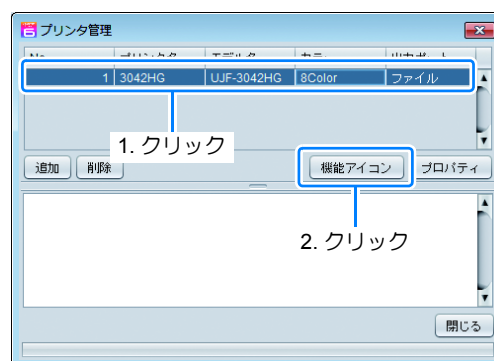 プリンタ管理
1 3042HG UJF-3042HG 8Color ファイル
1. クリック
追加 削除 機能アイコン プロパティ
2. クリック
閉じる